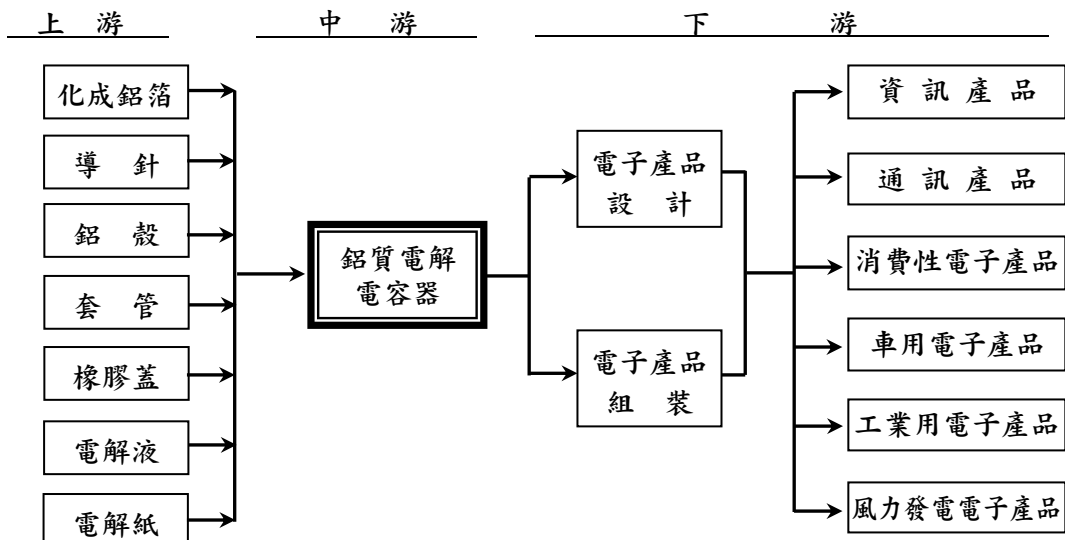 上 游
中 游
下 游
化成鋁箔
導 針
鋁 殼
套 管
橡膠蓋
電解液
電解紙
鋁質電解
電容器
電子產品
設 計
電子產品
組 裝
資 訊 產 品
通 訊 產 品
消費性電子產品
車用電子產品
工業用電子產品
風力發電電子產品